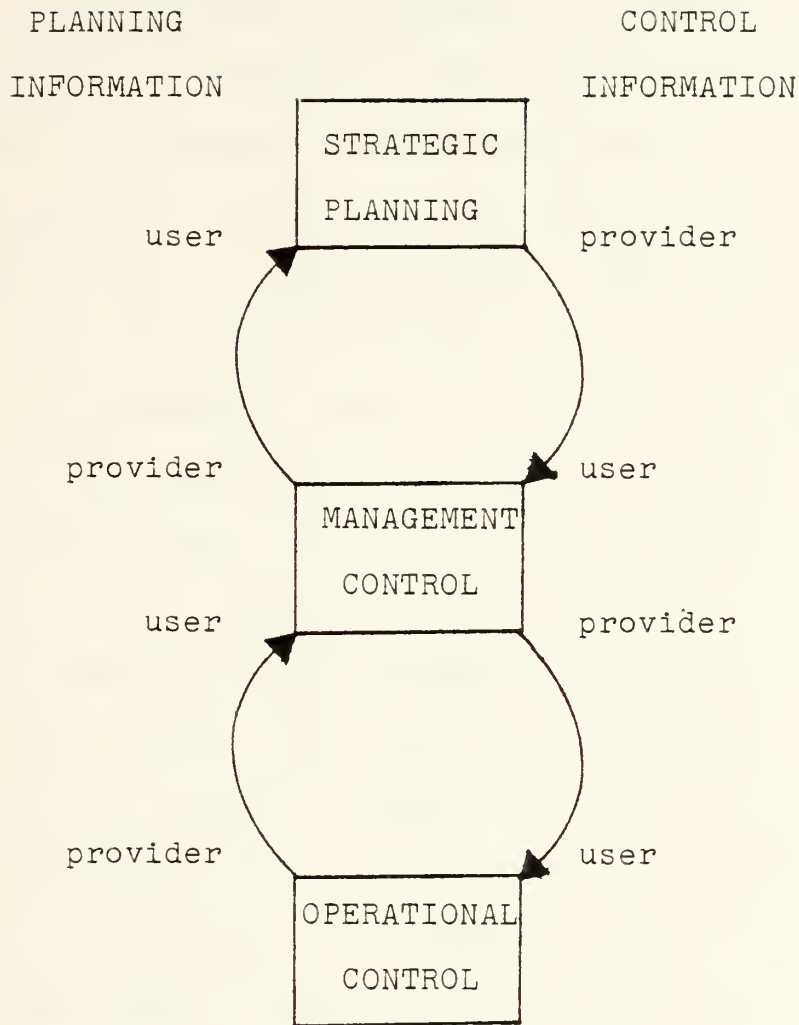 PLANNING
INFORMATION
CONTROL
INFORMATION
STRATEGIC
PLANNING
user
provider
provider
user
MANAGEMENT
CONTROL
user
provider
provider
user
OPERATIONAL
CONTROL